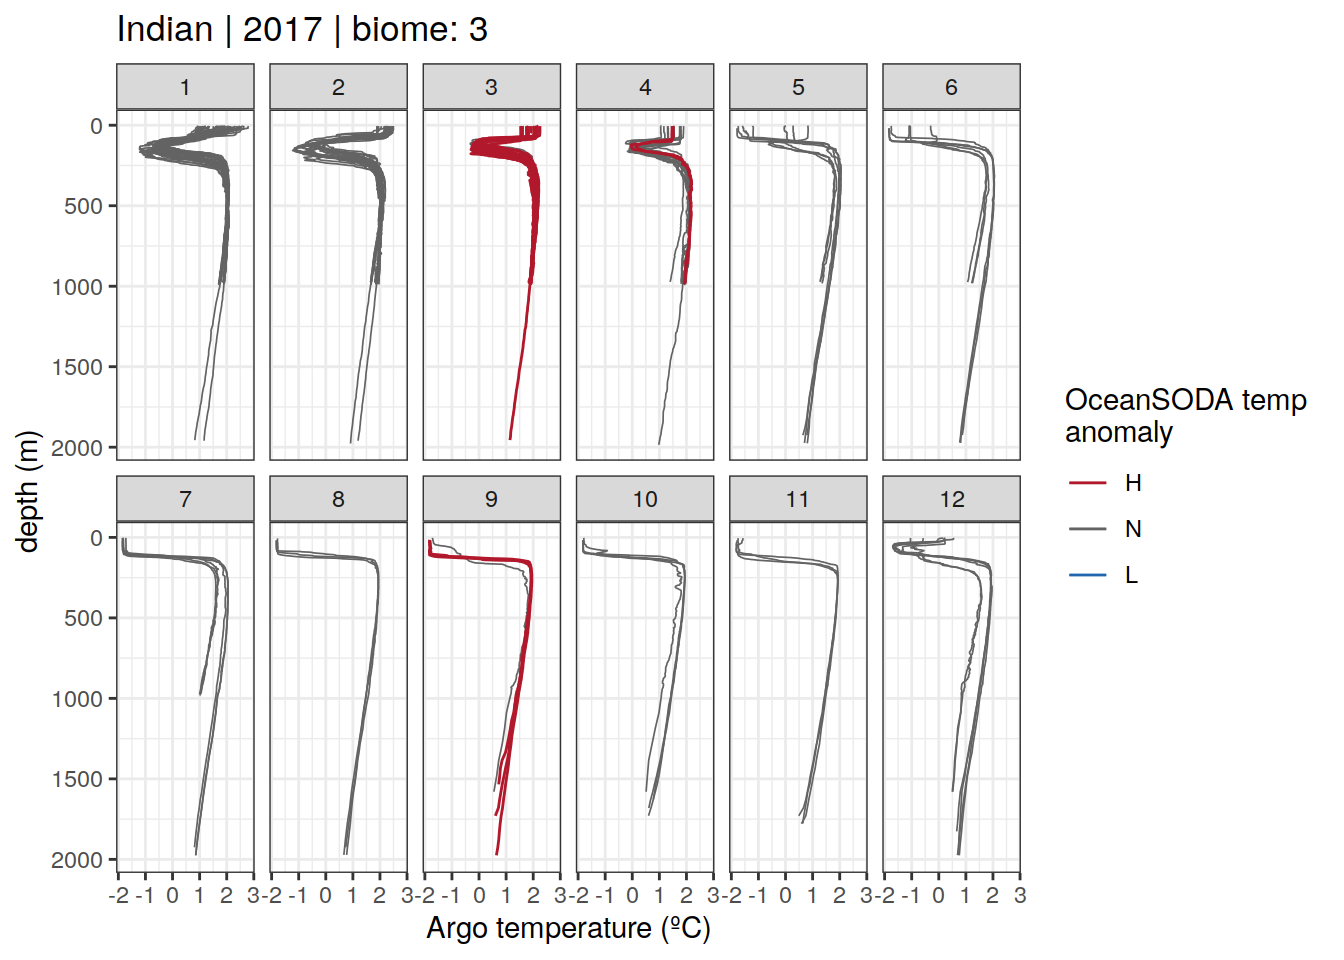 Indian | 2017 | biome: 3
1 2 3 4 5 6
0
500
1000
1500
2000
7 8 9 10 11 12
0
500
1000
1500
2000
-2 -1 0 1 2 3 -2 -1 0 1 2 3 -2 -1 0 1 2 3 -2 -1 0 1 2 3 -2 -1 0 1 2 3 -2 -1 0 1 2 3
Argo temperature (ºC)
depth (m)
OceanSODA temp
anomaly
H
N
L